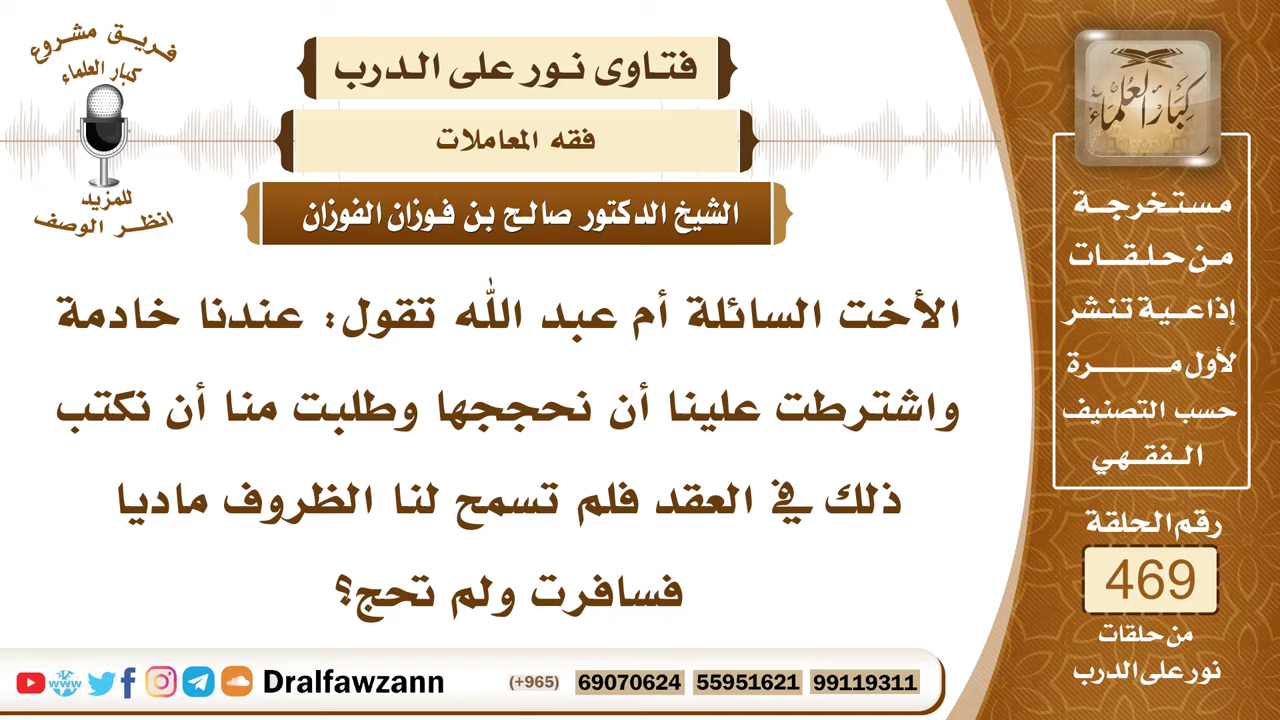 فريق مشروع
كبار العلماء
للمزيد
انظر الوصف
فتاوى نور على الدرب
فقه المعاملات
الشيخ الدكتور صالح بن فوزان الفوزان
الأخت السائلة أم عبد الله تقول: عندنا خادمة
واشترطت علينا أن نحججها وطلبت منا أن نكتب
ذلك في العقد فلم تسمح لنا الظروف ماديا
فسافرت ولم تحج؟
كبار العلماء
مستخرجة
من حلقات
إذاعية تنشر
لأول مرة
حسب التصنيف
الفقهي
رقم الحلقة
469
من حلقات
نور على الدرب
www Dralfawzann (+965) 69070624 55951621 99119311